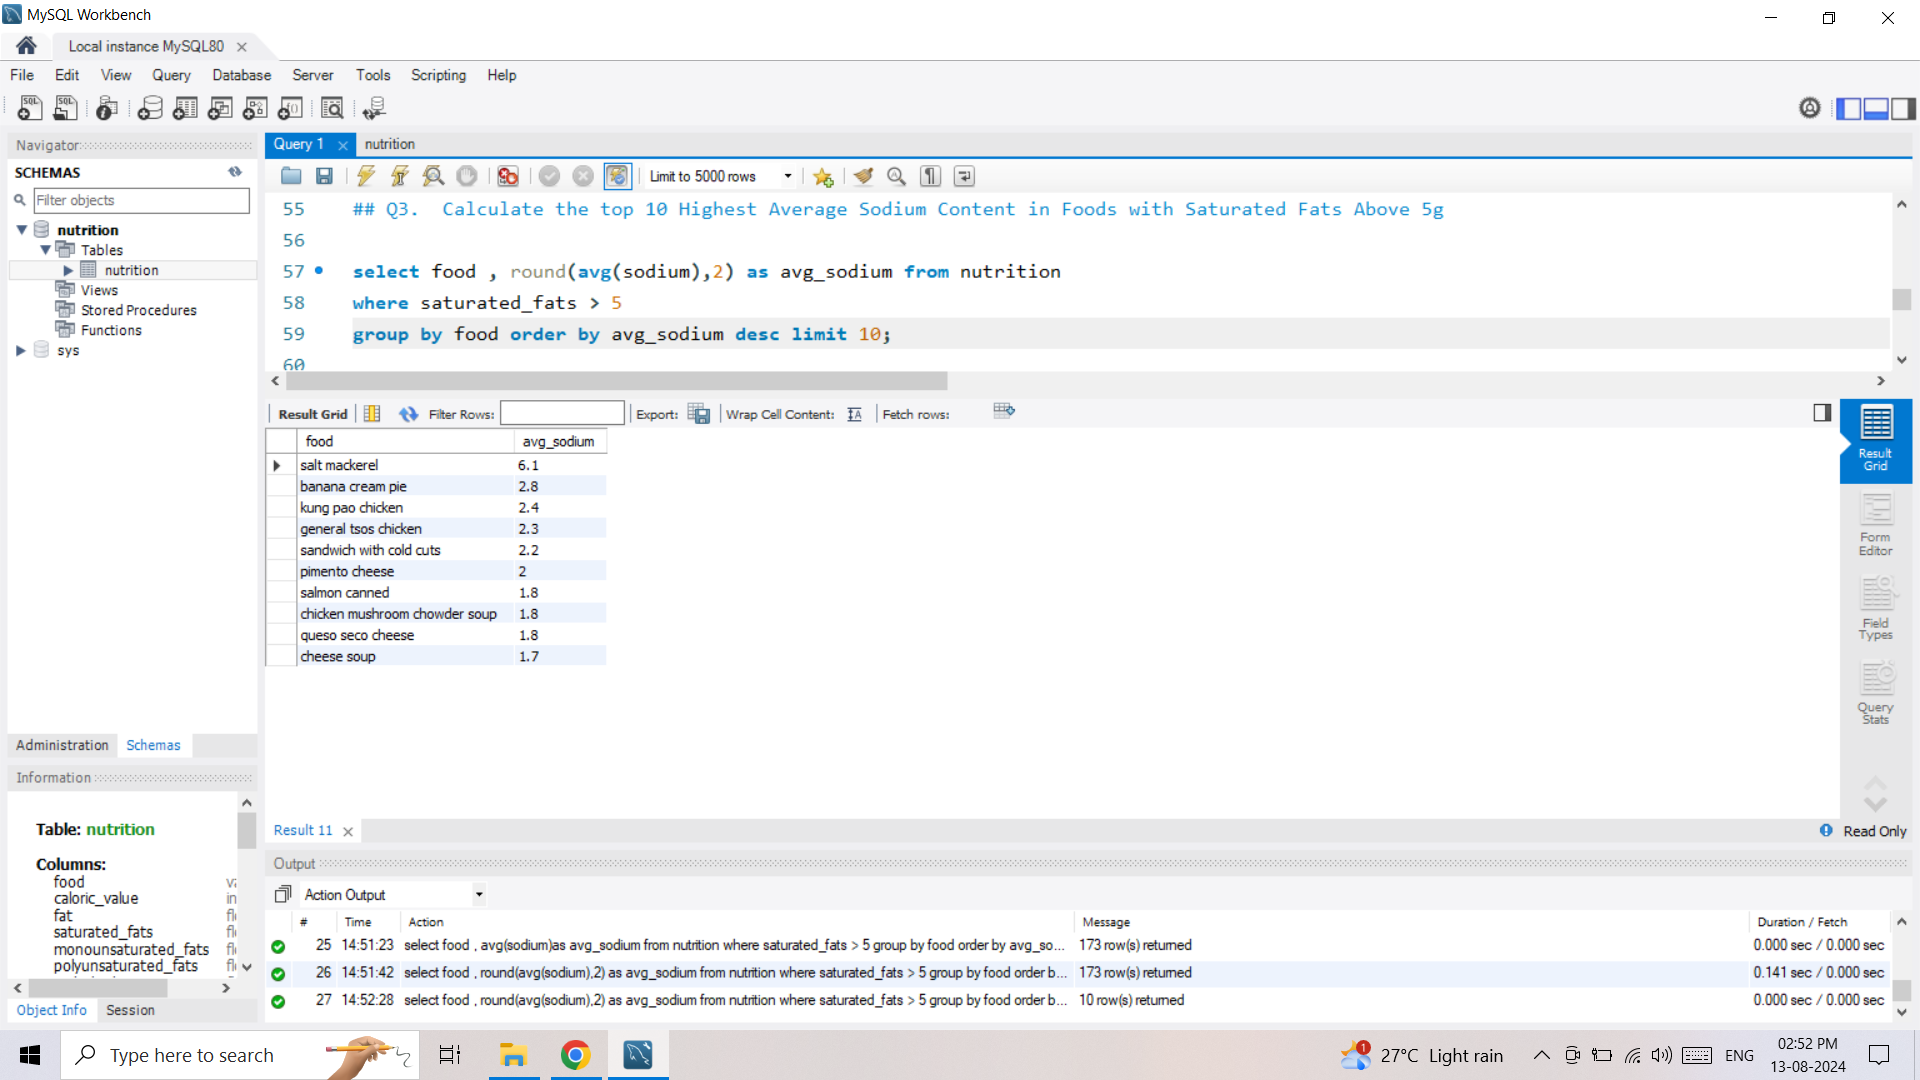 MySQL Workbench
Local instance MySQL80
File Edit View Query Database Server Tools Scripting Help
Navigator
SCHEMAS
Filter objects
nutrition
Tables
nutrition
Views
Stored Procedures
Functions
sys
Administration Schemas
Information
Table: nutrition
Columns:
food
caloric_value
fat
saturated_fats
monounsaturated_fats
polyunsaturated_fats
Object Info Session
Query 1 nutrition
Limit to 5000 rows
55 ## Q3. Calculate the top 10 Highest Average Sodium Content in Foods with Saturated Fats Above 5g
56
57 select food , round(avg(sodium),2) as avg_sodium from nutrition
58 where saturated_fats > 5
59 group by food order by avg_sodium desc limit 10;
60
Result Grid Filter Rows: Export: Wrap Cell Content: Fetch rows:
food avg_sodium
salt mackerel 6.1
banana cream pie 2.8
kung pao chicken 2.4
general tsos chicken 2.3
sandwich with cold cuts 2.2
pimento cheese 2
salmon canned 1.8
chicken mushroom chowder soup 1.8
queso seco cheese 1.8
cheese soup 1.7
Result Grid
Form Editor
Field Types
Query Stats
Result 11 Read Only
Output
Action Output
# Time Action Message Duration / Fetch
25 14:51:23 select food , avg(sodium)as avg_sodium from nutrition where saturated_fats > 5 group by food order by avg_so... 173 row(s) returned 0.000 sec / 0.000 sec
26 14:51:42 select food , round(avg(sodium),2) as avg_sodium from nutrition where saturated_fats > 5 group by food order b... 173 row(s) returned 0.141 sec / 0.000 sec
27 14:52:28 select food , round(avg(sodium),2) as avg_sodium from nutrition where saturated_fats > 5 group by food order b... 10 row(s) returned 0.000 sec / 0.000 sec
Type here to search
1 27°C Light rain ENG 02:52 PM
13-08-2024